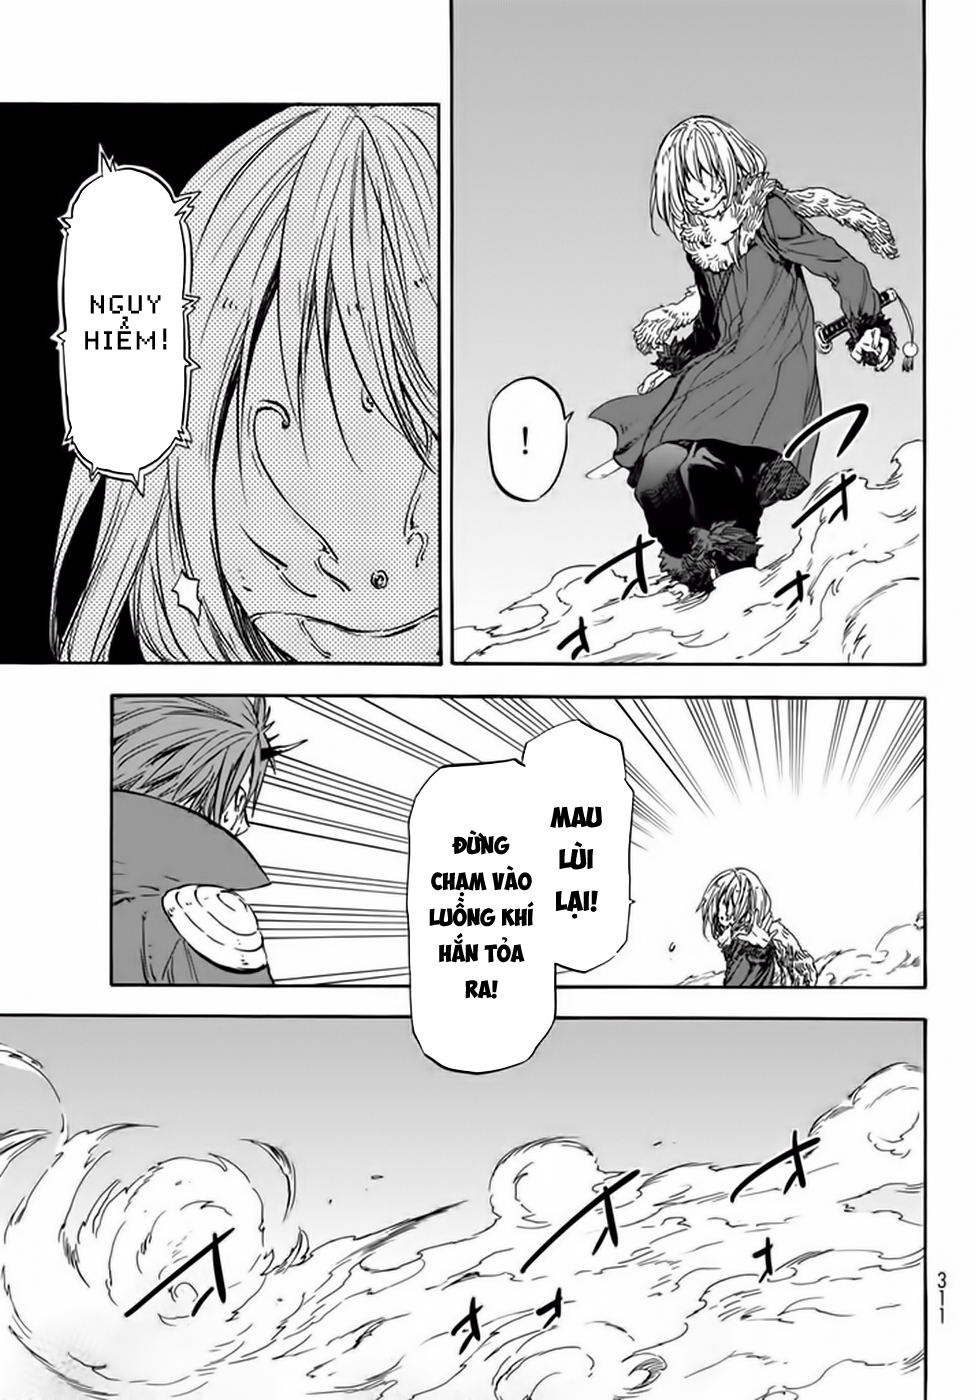 !
NGUY
HIỂM!
MAU
LÙI
LẠI!
ĐỪNG
CHẠM VÀO
LUỒNG KHÍ
HẮN TỎA
RA!
311